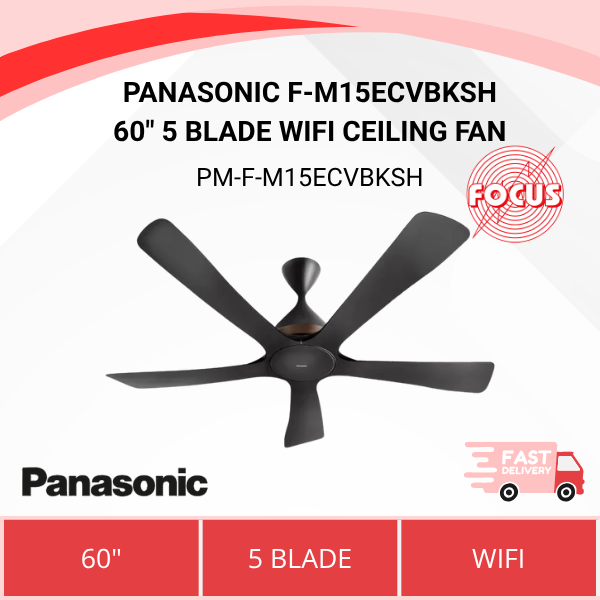 PANASONIC F-M15ECVBKSH
60" 5 BLADE WIFI CEILING FAN
PM-F-M15ECVBKSH
FOCUS
FAST
DELIVERY
Panasonic
60"
5 BLADE
WIFI